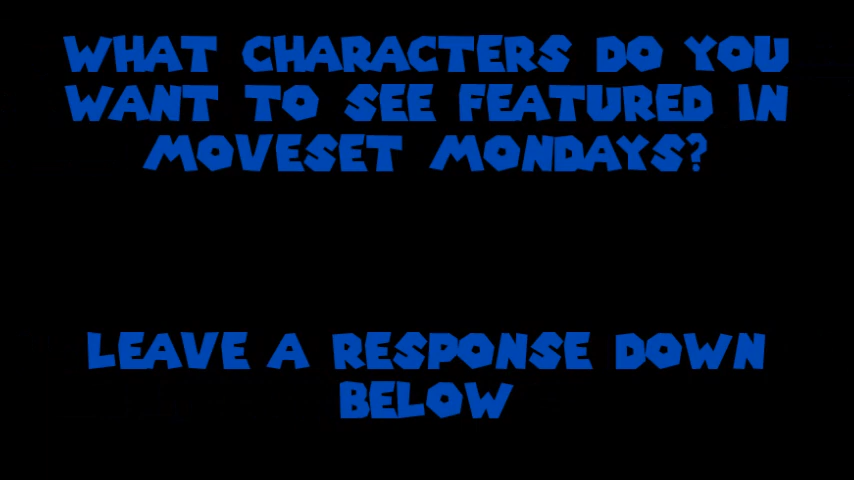 WHAT CHARACTERS DO YOU
WANT TO SEE FEATURED IN
MOVESET MONDAYS?
LEAVE A RESPONSE DOWN
BELOW